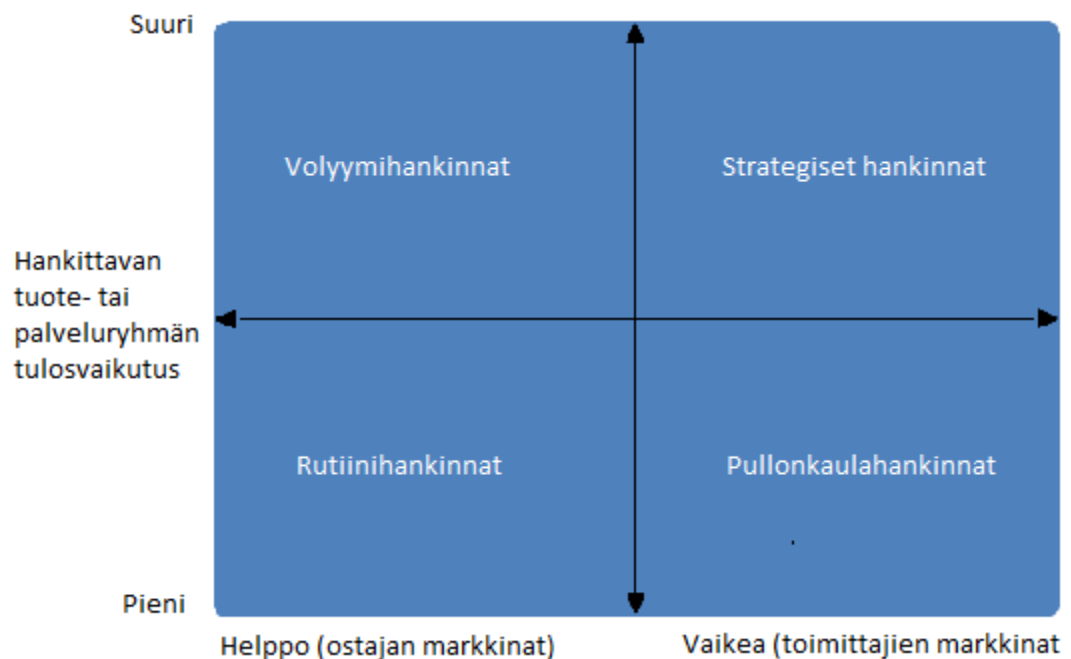 Suuri
Volyymihankinnat
Strategiset hankinnat
Hankittavan
tuote- tai
palveluryhmän
tulosvaikutus
Rutiinihankinnat
Pullonkaulahankinnat
Pieni
Helppo (ostajan markkinat)
Vaikea (toimittajien markkinat